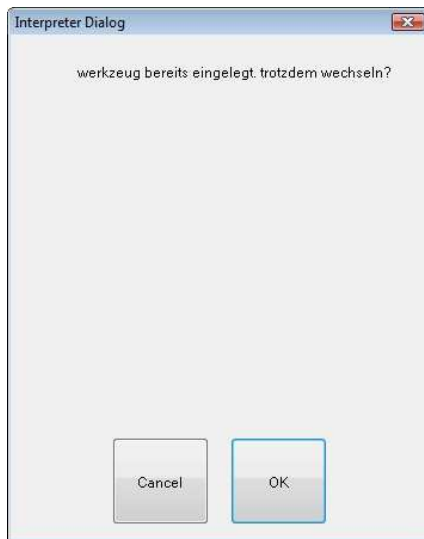 Interpreter Dialog
werkzeug bereits eingelegt. trotzdem wechseln?
Cancel
OK